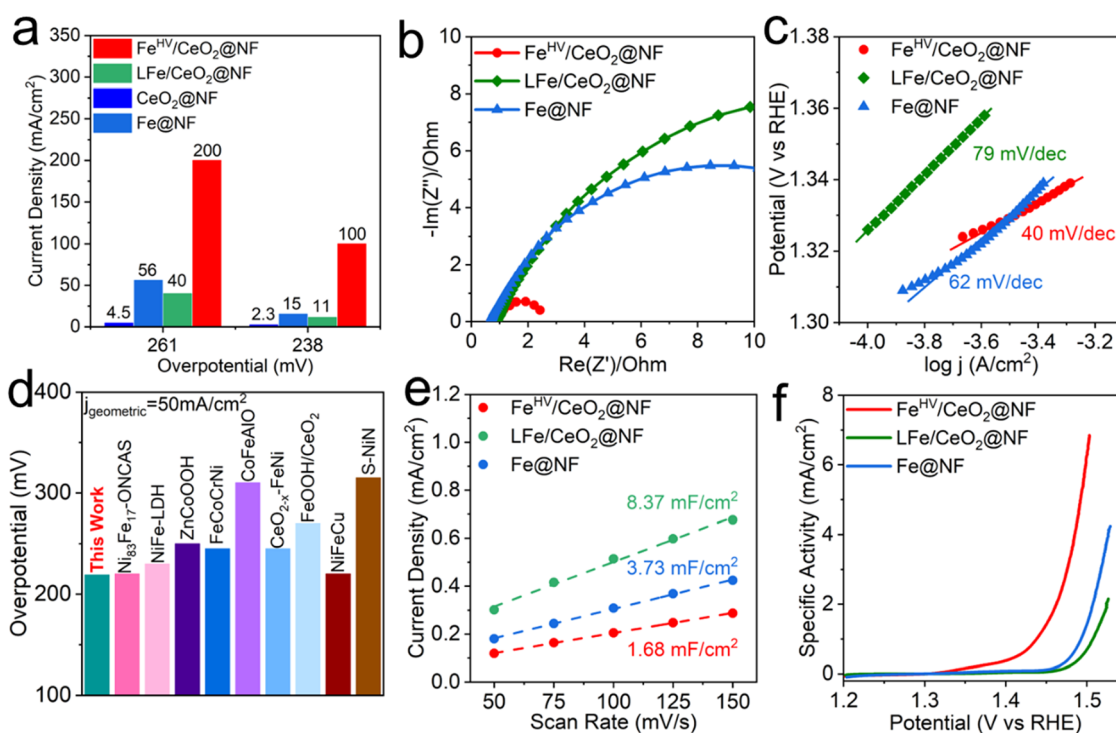 a
Current Density (mA/cm²)
350
300
250
200
150
100
50
0
Fe^HV/CeO₂@NF
LFe/CeO₂@NF
CeO₂@NF
Fe@NF
4.5
56
40
200
2.3
15
11
100
261
238
Overpotential (mV)
b
-Im(Z")/Ohm
10
8
6
4
2
0
Fe^HV/CeO₂@NF
LFe/CeO₂@NF
Fe@NF
0 2 4 6 8 10
Re(Z')/Ohm
c
Potential (V vs RHE)
1.38
1.36
1.34
1.32
1.30
Fe^HV/CeO₂@NF
LFe/CeO₂@NF
Fe@NF
79 mV/dec
40 mV/dec
62 mV/dec
-4.0 -3.8 -3.6 -3.4 -3.2
log j (A/cm²)
d
Overpotential (mV)
400
300
200
100
j_geometric=50mA/cm²
This Work
Ni₈₃Fe₁₇-ONCAS
NiFe-LDH
ZnCoOOH
FeCoCrNi
CoFeAlO
CeO₂₋ₓ-FeNi
FeOOH/CeO₂
NiFeCu
S-NiN
e
Current Density (mA/cm²)
1.2
1.0
0.8
0.6
0.4
0.2
0.0
Fe^HV/CeO₂@NF
LFe/CeO₂@NF
Fe@NF
8.37 mF/cm²
3.73 mF/cm²
1.68 mF/cm²
50 75 100 125 150
Scan Rate (mV/s)
f
Specific Activity (mA/cm²)
8
6
4
2
0
Fe^HV/CeO₂@NF
LFe/CeO₂@NF
Fe@NF
1.2 1.3 1.4 1.5
Potential (V vs RHE)